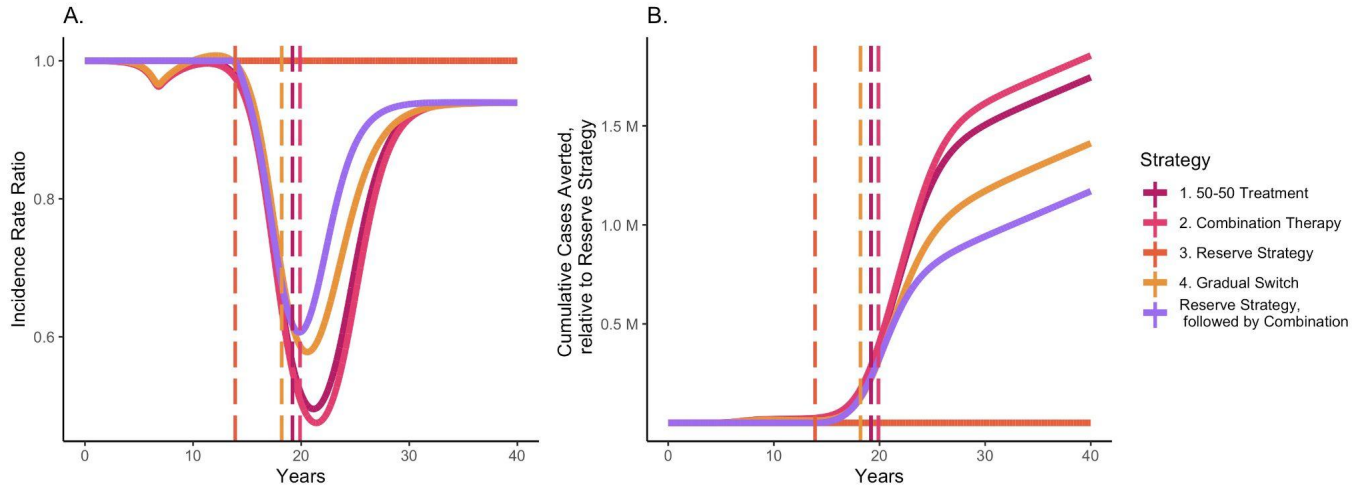 A.
1.0
0.8
0.6
Incidence Rate Ratio
0
10
20
30
40
Years
B.
1.5 M
1.0 M
0.5 M
Cumulative Cases Averted,
relative to Reserve Strategy
0
10
20
30
40
Years
Strategy
1. 50-50 Treatment
2. Combination Therapy
3. Reserve Strategy
4. Gradual Switch
Reserve Strategy,
followed by Combination